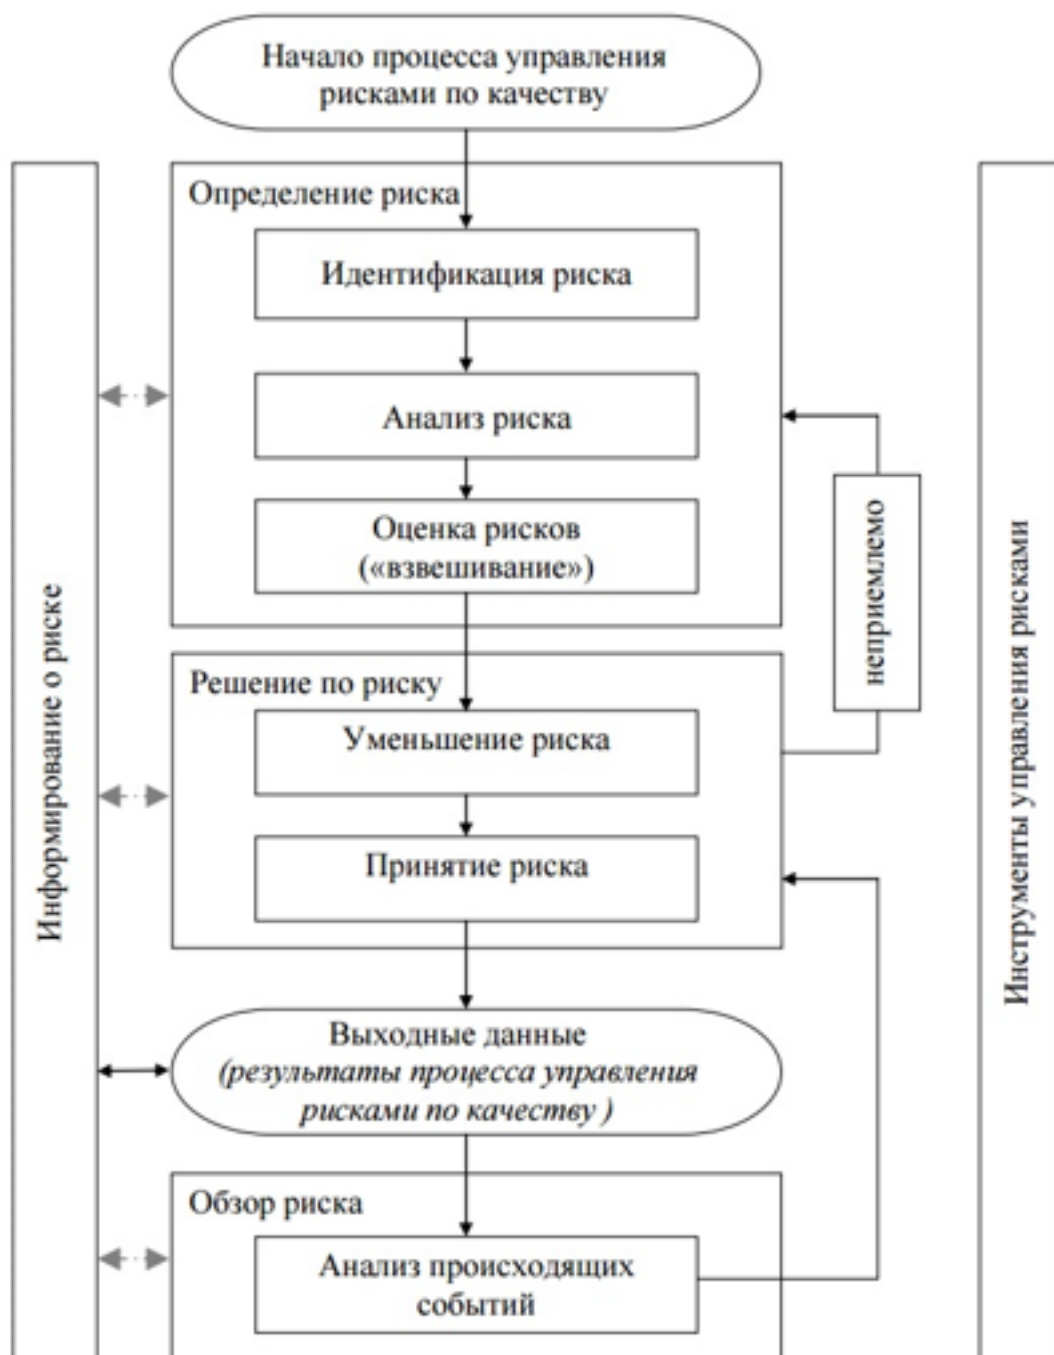 Начало процесса управления
рисками по качеству
Определение риска
Идентификация риска
Анализ риска
Оценка рисков
(«взвешивание»)
неприемлемо
Решение по риску
Уменьшение риска
Принятие риска
Выходные данные
(результаты процесса управления
рисками по качеству )
Обзор риска
Анализ происходящих
событий
Информирование о риске
Инструменты управления рисками